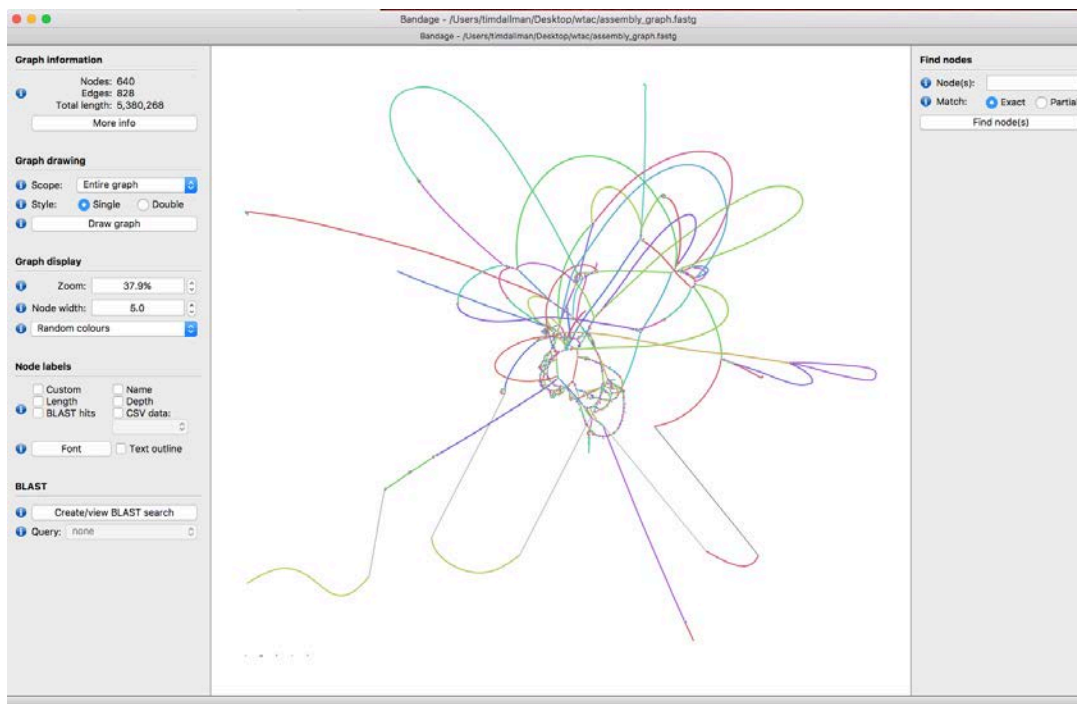 Bandage - /Users/timdallman/Desktop/wtac/assembly_graph.fastg
Bandage - /Users/timdallman/Desktop/wtac/assembly_graph.fastg
Graph information
Nodes: 640
Edges: 828
Total length: 5,380,268
More info
Graph drawing
Scope: Entire graph
Style: Single Double
Draw graph
Graph display
Zoom: 37.9%
Node width: 5.0
Random colours
Node labels
Custom Name
Length Depth
BLAST hits CSV data:
Font Text outline
BLAST
Create/view BLAST search
Query: none
Find nodes
Node(s):
Match: Exact Partial
Find node(s)